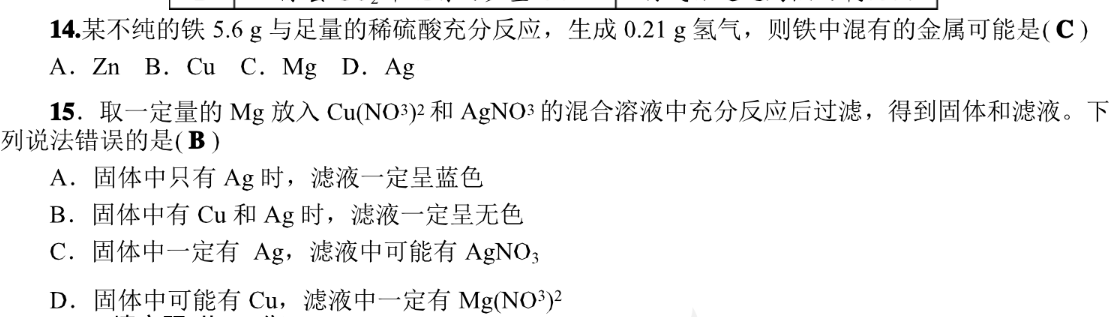 14.某不纯的铁 5.6 g 与足量的稀硫酸充分反应，生成 0.21 g 氢气，则铁中混有的金属可能是( C )
A．Zn B．Cu C．Mg D．Ag
15．取一定量的 Mg 放入 Cu(NO³)² 和 AgNO³ 的混合溶液中充分反应后过滤，得到固体和滤液。下
列说法错误的是( B )
A．固体中只有 Ag 时，滤液一定呈蓝色
B．固体中有 Cu 和 Ag 时，滤液一定呈无色
C．固体中一定有 Ag，滤液中可能有 AgNO₃
D．固体中可能有 Cu，滤液中一定有 Mg(NO³)²